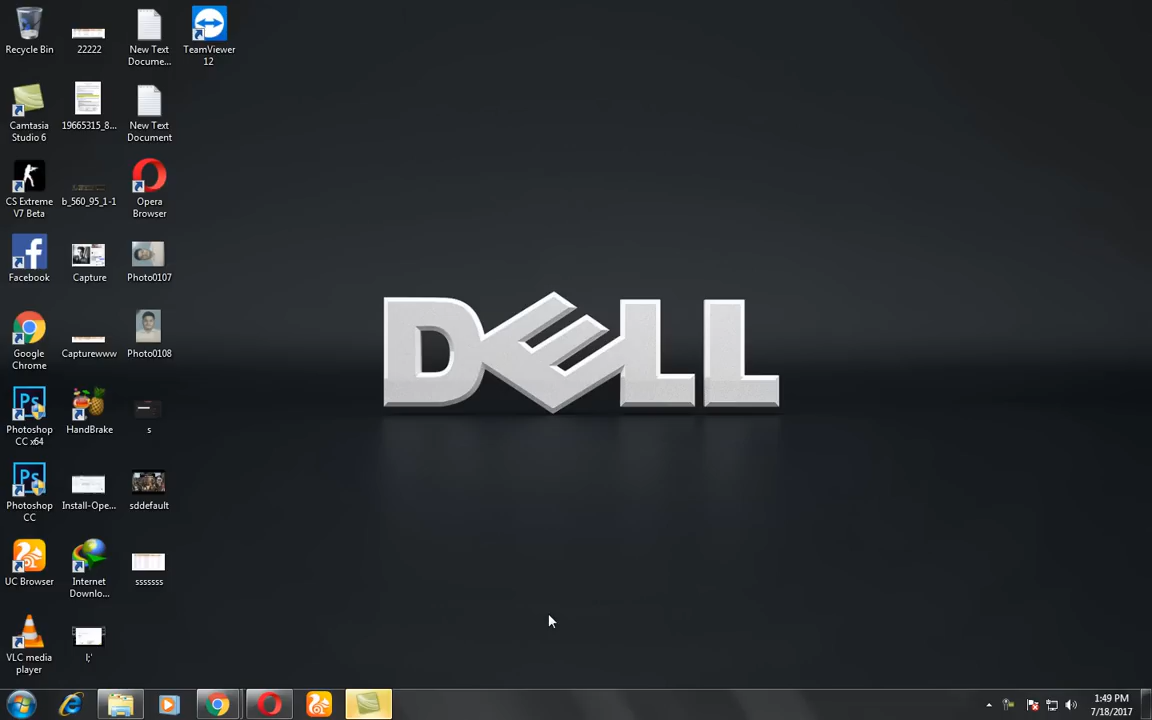 Recycle Bin
22222
New Text
Docume...
TeamViewer
12
Camtasia
Studio 6
19665315_8...
New Text
Document
CS Extreme
V7 Beta
b_560_95_1-1
Opera
Browser
Facebook
Capture
Photo0107
Google
Chrome
Capturewww
Photo0108
Photoshop
CC x64
HandBrake
s
Photoshop
CC
Install-Ope...
sddefault
UC Browser
Internet
Downlo...
sssssss
VLC media
player
l;'
DELL
1:49 PM
7/18/2017